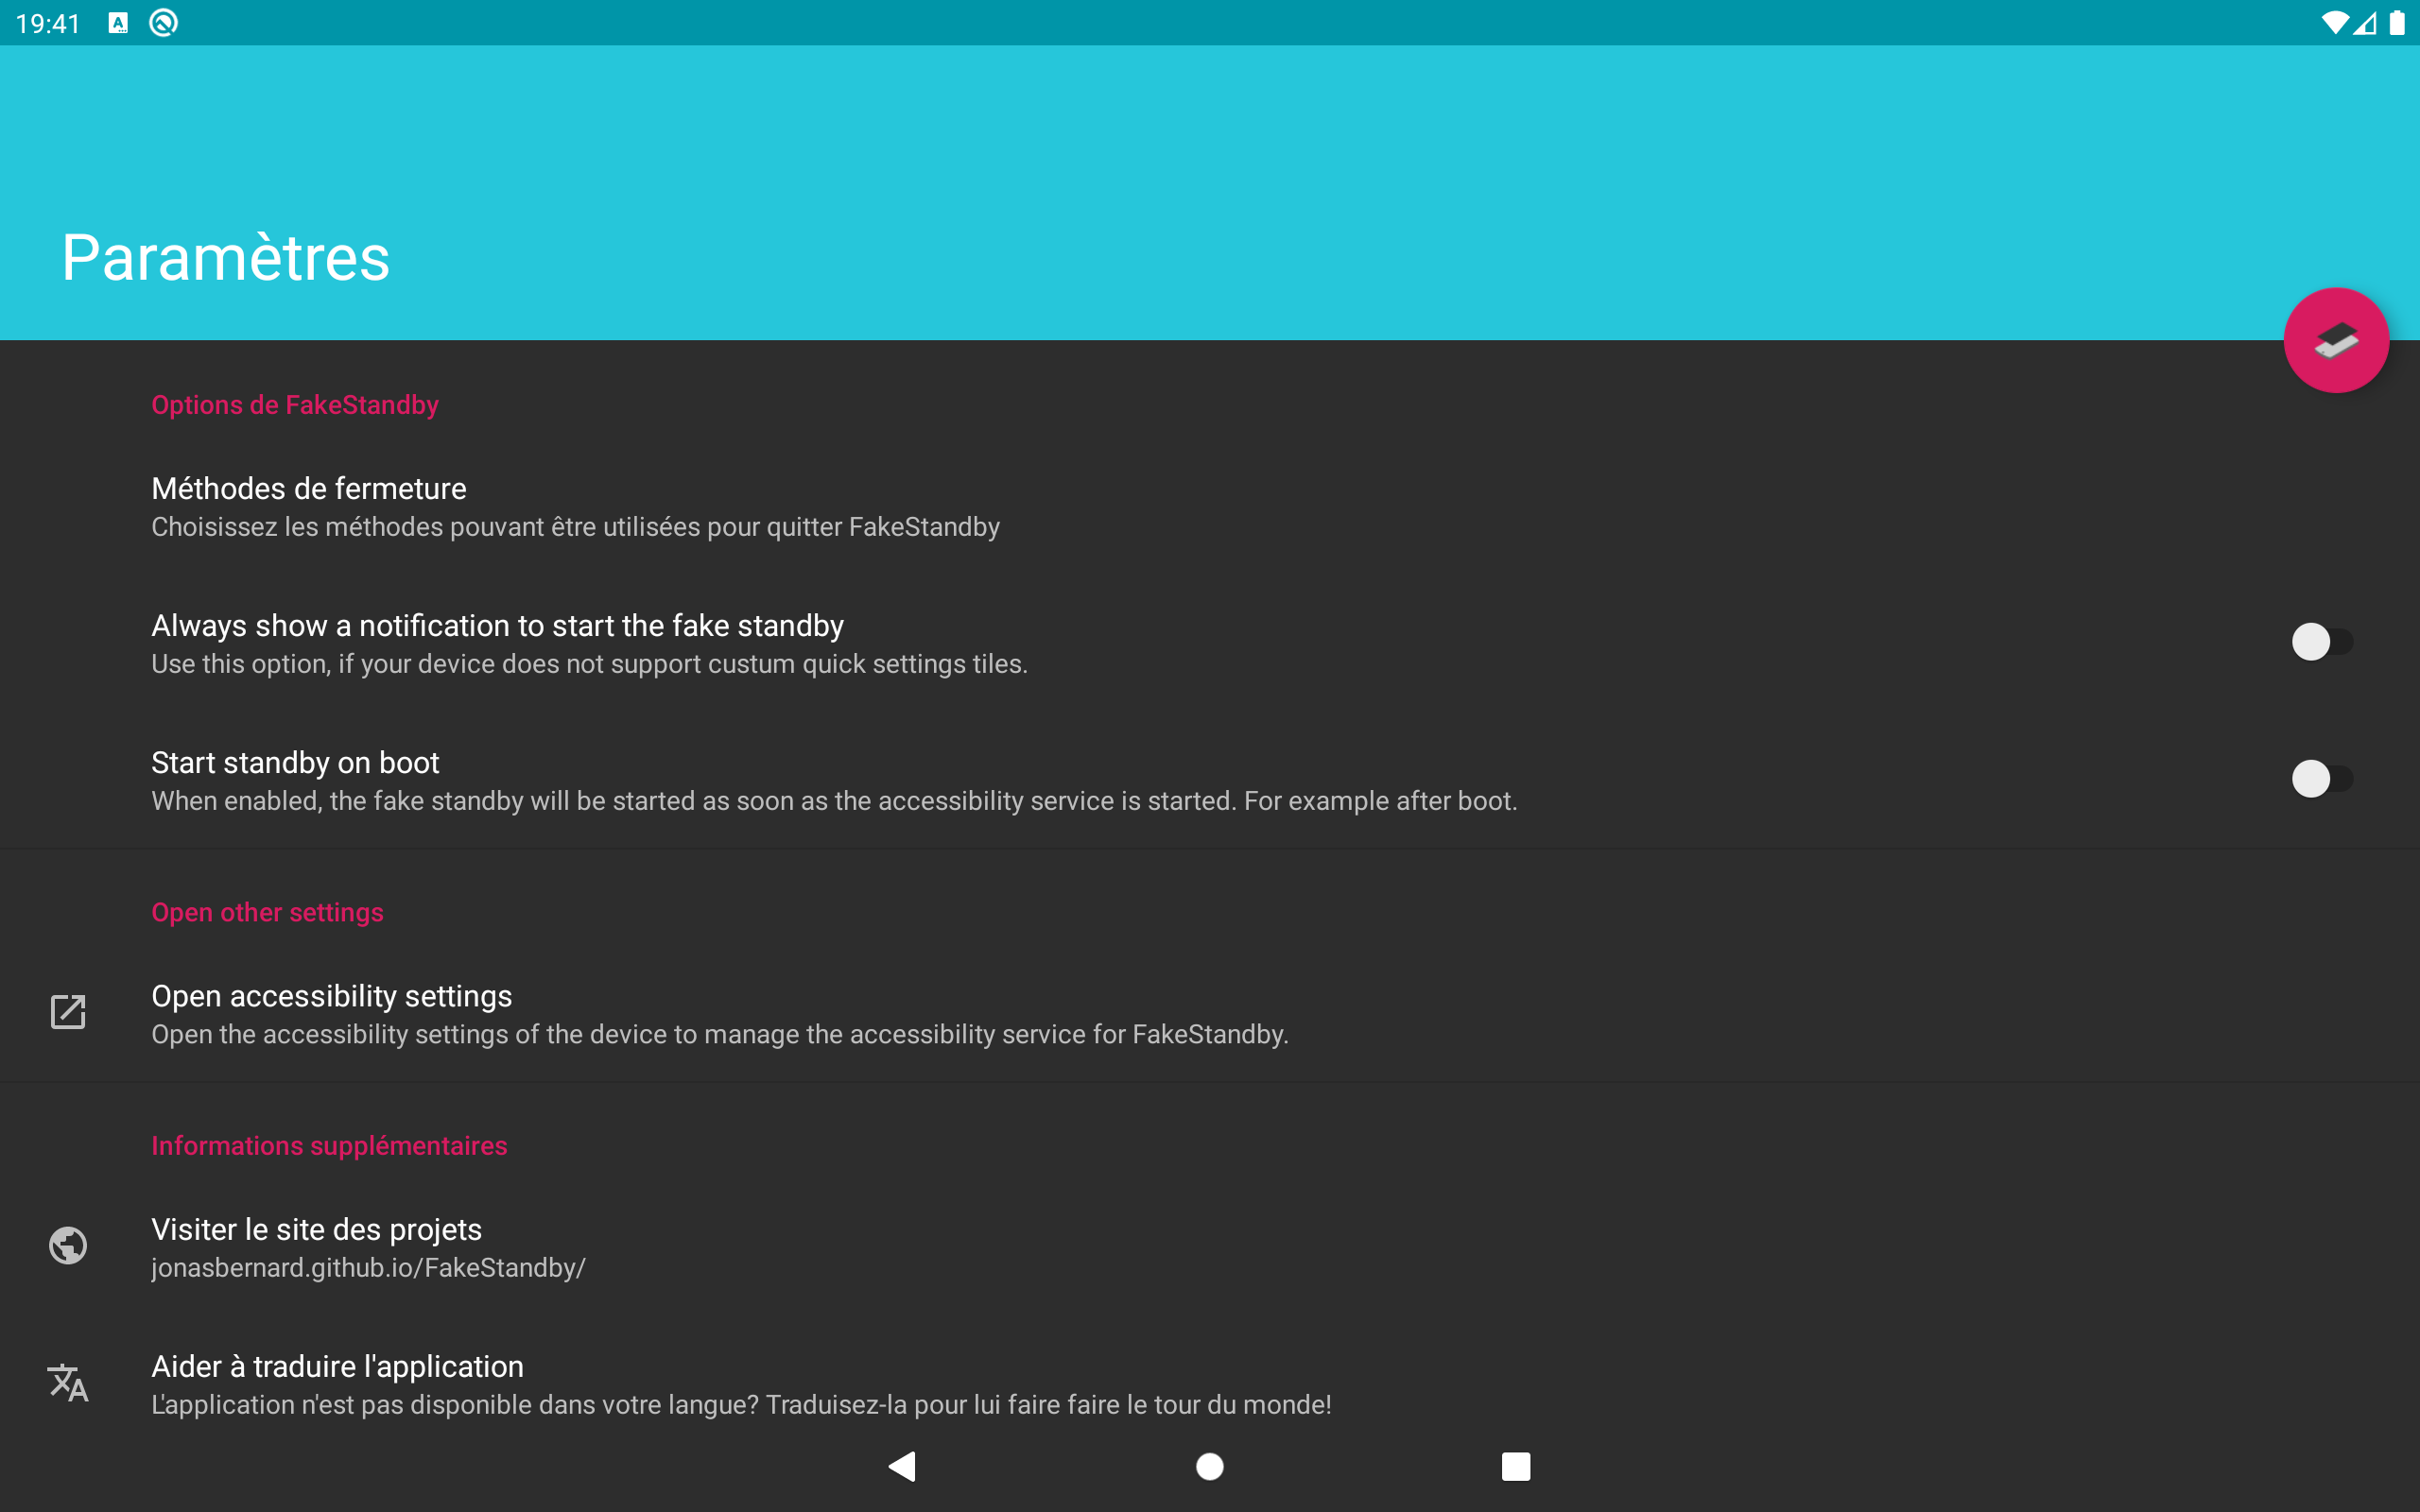 19:41
Paramètres
Options de FakeStandby
Méthodes de fermeture
Choisissez les méthodes pouvant être utilisées pour quitter FakeStandby
Always show a notification to start the fake standby
Use this option, if your device does not support custum quick settings tiles.
Start standby on boot
When enabled, the fake standby will be started as soon as the accessibility service is started. For example after boot.
Open other settings
Open accessibility settings
Open the accessibility settings of the device to manage the accessibility service for FakeStandby.
Informations supplémentaires
Visiter le site des projets
jonasbernard.github.io/FakeStandby/
Aider à traduire l'application
L'application n'est pas disponible dans votre langue? Traduisez-la pour lui faire faire le tour du monde!